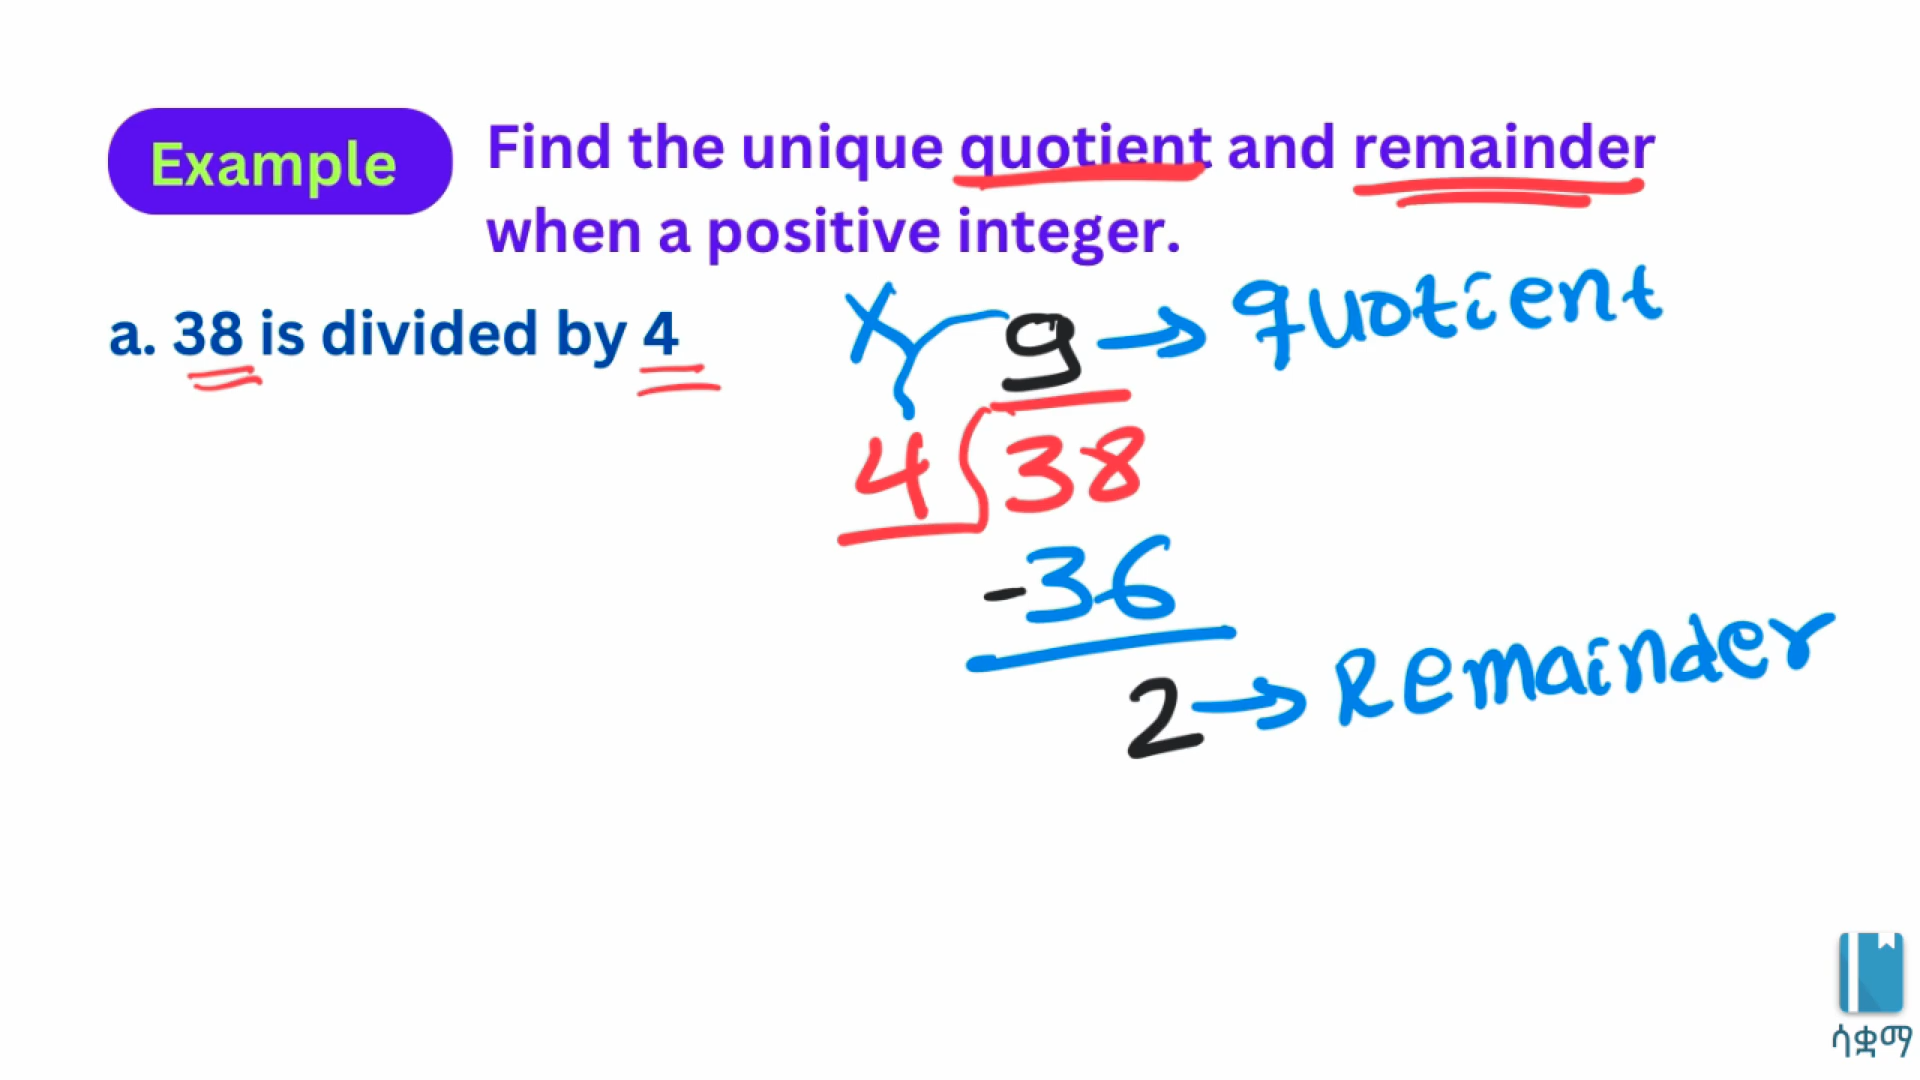 Example
Find the unique quotient and remainder
when a positive integer.
a. 38 is divided by 4
X 9 → quotient
4 38
-36
2 → Remainder
ሳቋማ